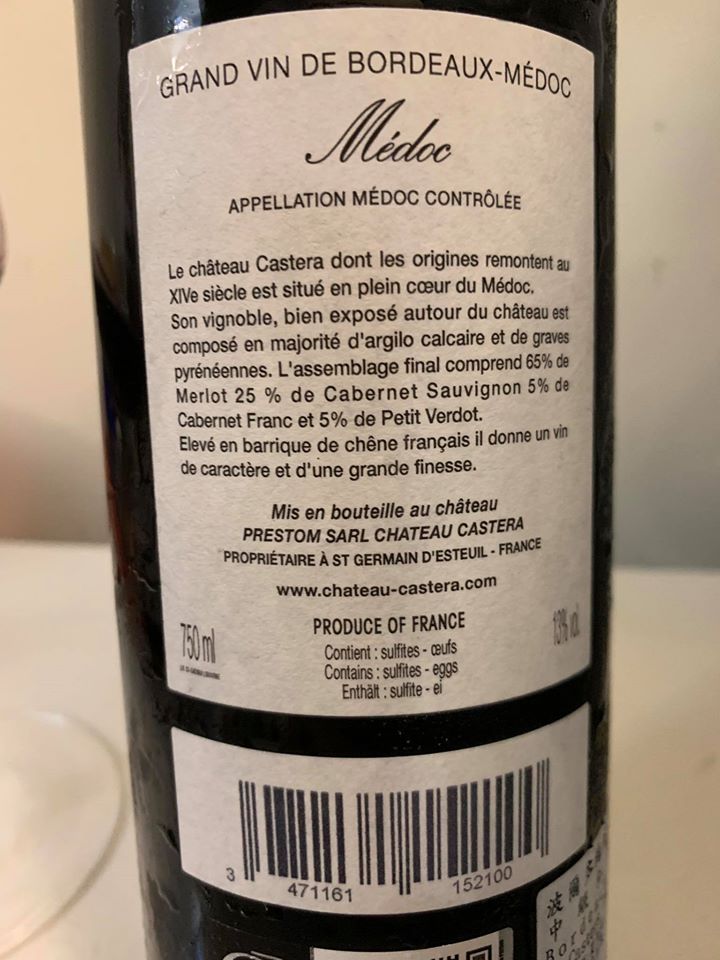 GRAND VIN DE BORDEAUX-MÉDOC
Médoc
APPELLATION MÉDOC CONTRÔLÉE
Le château Castera dont les origines remontent au
XIVe siècle est situé en plein cœur du Médoc.
Son vignoble, bien exposé autour du château est
composé en majorité d'argilo calcaire et de graves
pyrénéennes. L'assemblage final comprend 65% de
Merlot 25 % de Cabernet Sauvignon 5% de
Cabernet Franc et 5% de Petit Verdot.
Elevé en barrique de chêne français il donne un vin
de caractère et d'une grande finesse.
Mis en bouteille au château
PRESTOM SARL CHATEAU CASTERA
PROPRIÉTAIRE À ST GERMAIN D'ESTEUIL - FRANCE
www.chateau-castera.com
PRODUCE OF FRANCE
750 ml
13% vol.
Contient : sulfites - œufs
Contains : sulfites - eggs
Enthält : sulfite - ei
3 471161 152100